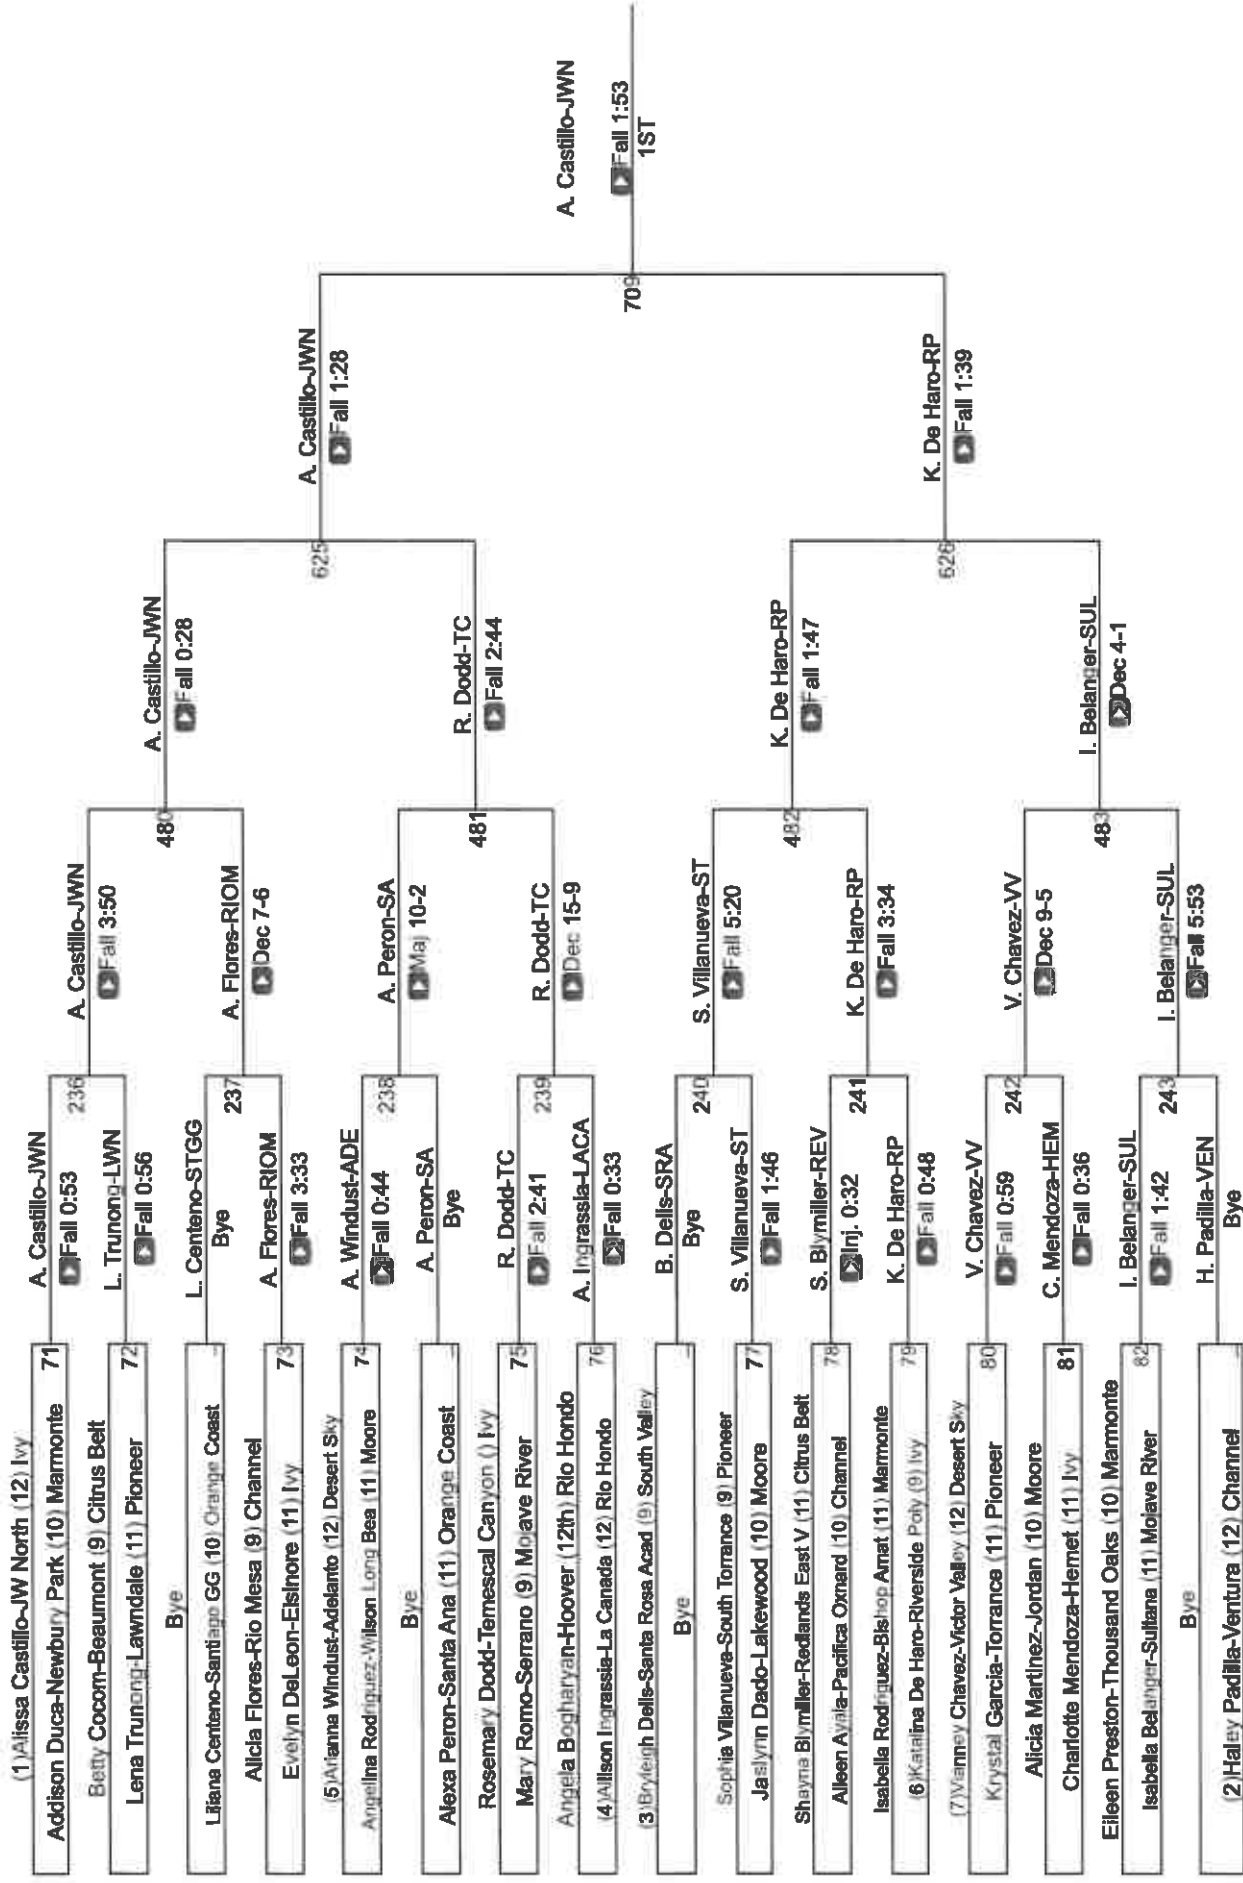 (1)Alissa Castillo-JW North (12) Ivy
Addison Duca-Newbury Park (10) Marmonte
71
Betty Cocom-Beaumont (9) Citrus Belt
Lena Trunong-Lawndale (11) Pioneer
72
Bye
Liliana Centeno-Santiago GG (10) Orange Coast
Alicia Flores-Rio Mesa (9) Channel
Evelyn DeLeon-Elsinore (11) Ivy
73
(5)Arianna Windust-Adelanto (12) Desert Sky
Angelina Rodriguez-Wilson Long Bea (11) Moore
74
Bye
Alexa Peron-Santa Ana (11) Orange Coast
Rosemary Dodd-Temescal Canyon () Ivy
Mary Romo-Serrano (9) Mojave River
75
Angela Bogharyan-Hoover (12th) Rio Hondo
(4)Allison Ingrassia-La Canada (12) Rio Hondo
76
(3)Bryleigh Dells-Santa Rosa Acad (9) South Valley
Bye
Sophia Villanueva-South Torrance (9) Pioneer
Jaslynn Dado-Lakewood (10) Moore
77
Shayna Blymiller-Redlands East V (11) Citrus Belt
Alleen Ayala-Pacifica Oxnard (10) Channel
78
Isabella Rodriguez-Bishop Amat (11) Marmonte
(6)Katalina De Haro-Riverside Poly (9) Ivy
79
(7)Vianney Chavez-Victor Valley (12) Desert Sky
Krystal Garcia-Torrance (11) Pioneer
80
Alicia Martinez-Jordan (10) Moore
Charlotte Mendoza-Hemet (11) Ivy
81
Eileen Preston-Thousand Oaks (10) Marmonte
Isabella Belanger-Sultana (11) Mojave River
82
Bye
(2)Haley Padilla-Ventura (12) Channel
A. Castillo-JWN
Fall 0:53
236
L. Trunong-LWN
Fall 0:56
L. Centeno-STGG
Bye
237
A. Flores-RIOM
Fall 3:33
A. Windust-ADE
Fall 0:44
238
A. Peron-SA
Bye
R. Dodd-TC
Fall 2:41
239
A. Ingrassia-LACA
Fall 0:33
B. Dells-SRA
Bye
240
S. Villanueva-ST
Fall 1:46
S. Blymiller-REV
Inj. 0:32
241
K. De Haro-RP
Fall 0:48
V. Chavez-VV
Fall 0:59
242
C. Mendoza-HEM
Fall 0:36
I. Belanger-SUL
Fall 1:42
243
H. Padilla-VEN
Bye
A. Castillo-JWN
Fall 3:50
480
A. Flores-RIOM
Dec 7-6
A. Peron-SA
Maj 10-2
481
R. Dodd-TC
Dec 15-9
S. Villanueva-ST
Fall 5:20
482
K. De Haro-RP
Fall 3:34
V. Chavez-VV
Dec 9-5
483
I. Belanger-SUL
Fall 5:53
A. Castillo-JWN
Fall 0:28
625
R. Dodd-TC
Fall 2:44
K. De Haro-RP
Fall 1:47
626
I. Belanger-SUL
Dec 4-1
A. Castillo-JWN
Fall 1:28
709
K. De Haro-RP
Fall 1:39
A. Castillo-JWN
Fall 1:53
1ST